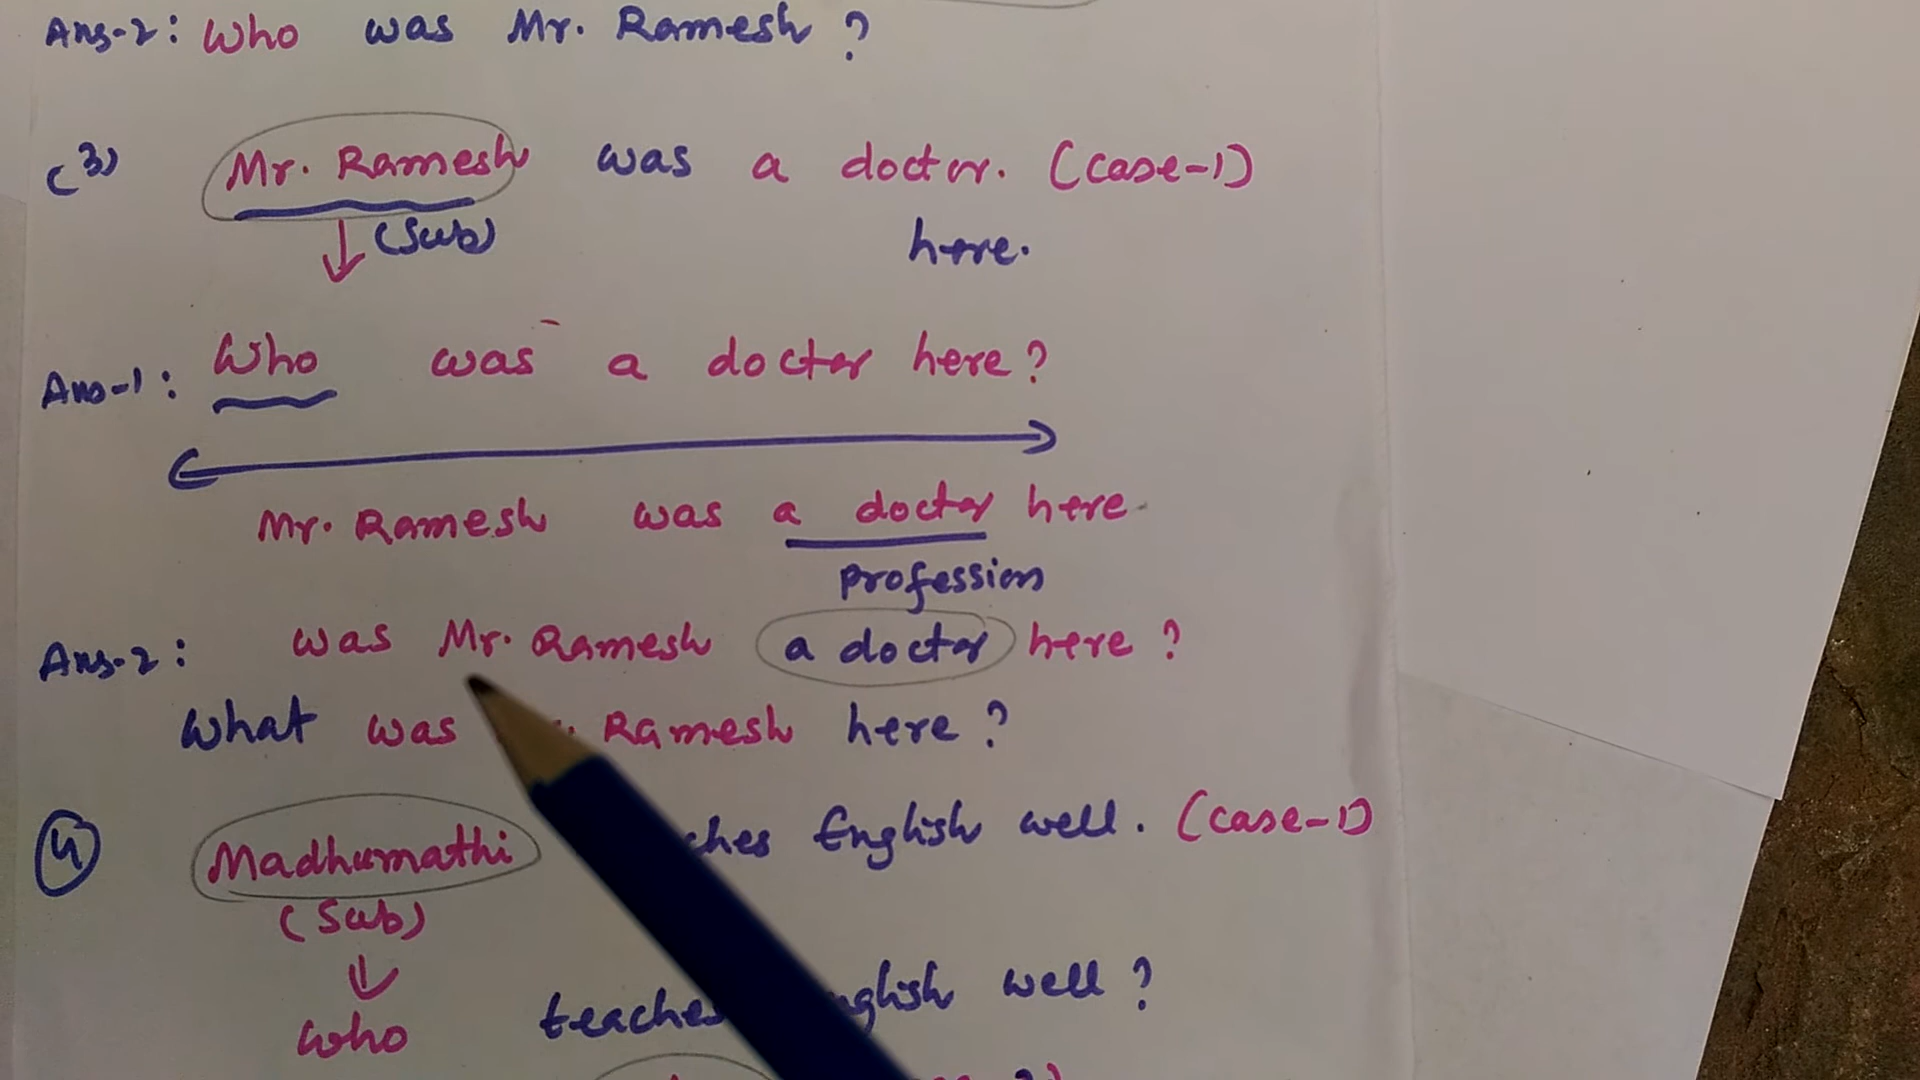 Ans-2: Who was Mr. Ramesh?
(3) Mr. Ramesh was a doctor. (case-1)
(Sub) here.
Ans-1: Who was a doctor here?
Mr. Ramesh was a doctor here
Profession
Ans-2: was Mr. Ramesh a doctor here?
What was Ramesh here?
4 Madhumathi English well. (case-1)
(Sub)
who teaches English well?